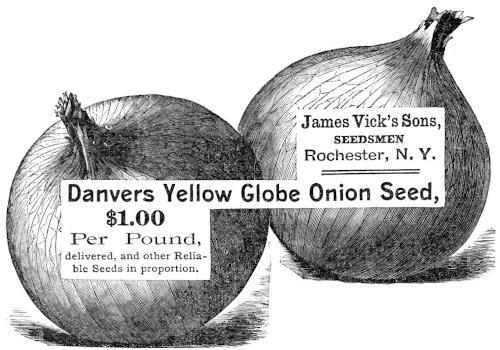 James Vick's Sons,
SEEDSMEN
Rochester, N. Y.
Danvers Yellow Globe Onion Seed,
$1.00
Per Pound,
delivered, and other Relia-
ble Seeds in proportion.